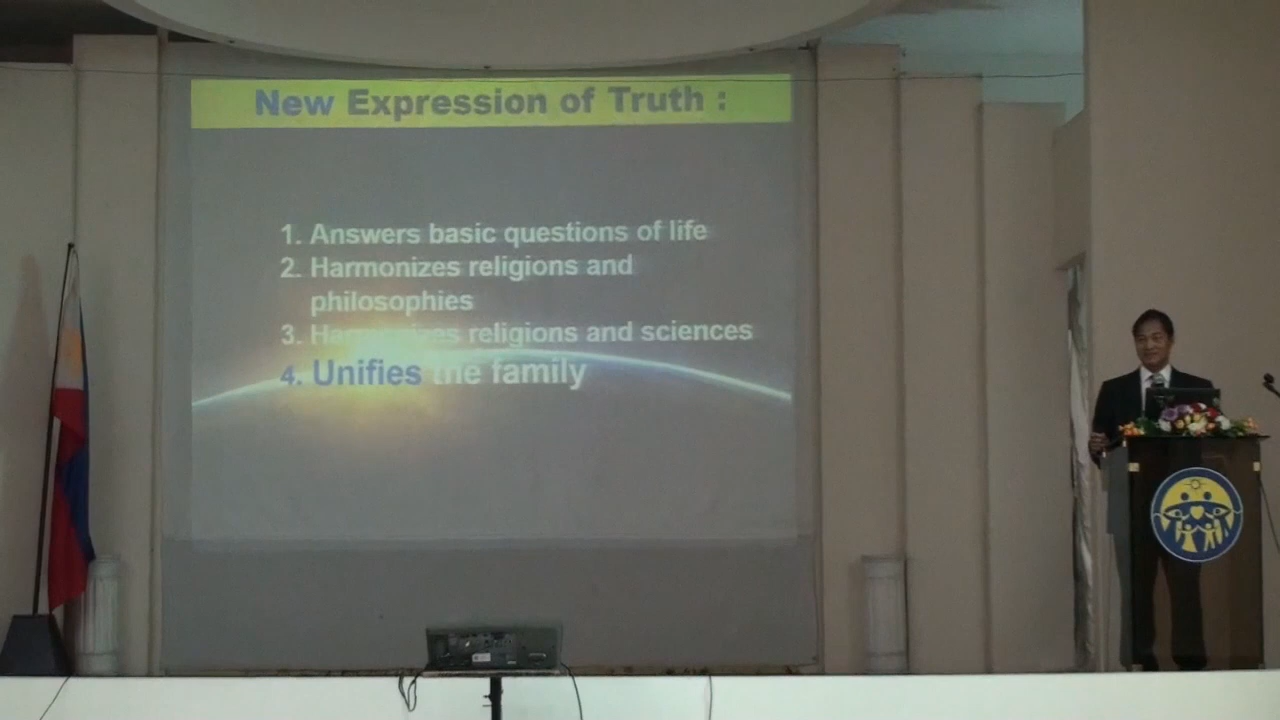 New Expression of Truth :
1. Answers basic questions of life
2. Harmonizes religions and
philosophies
3. Harmonizes religions and sciences
4. Unifies the family